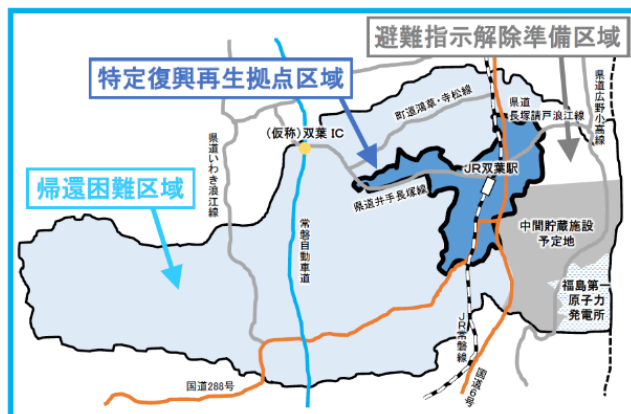 避難指示解除準備区域
特定復興再生拠点区域
町道鴻草・寺松線
県道
長塚請戸浪江線
県道広野小高線
(仮称)双葉 IC
県道いわき浪江線
JR双葉駅
県道井手長塚線
帰還困難区域
常磐自動車道
中間貯蔵施設
予定地
福島第一
原子力
発電所
JR常磐線
国道6号
国道288号